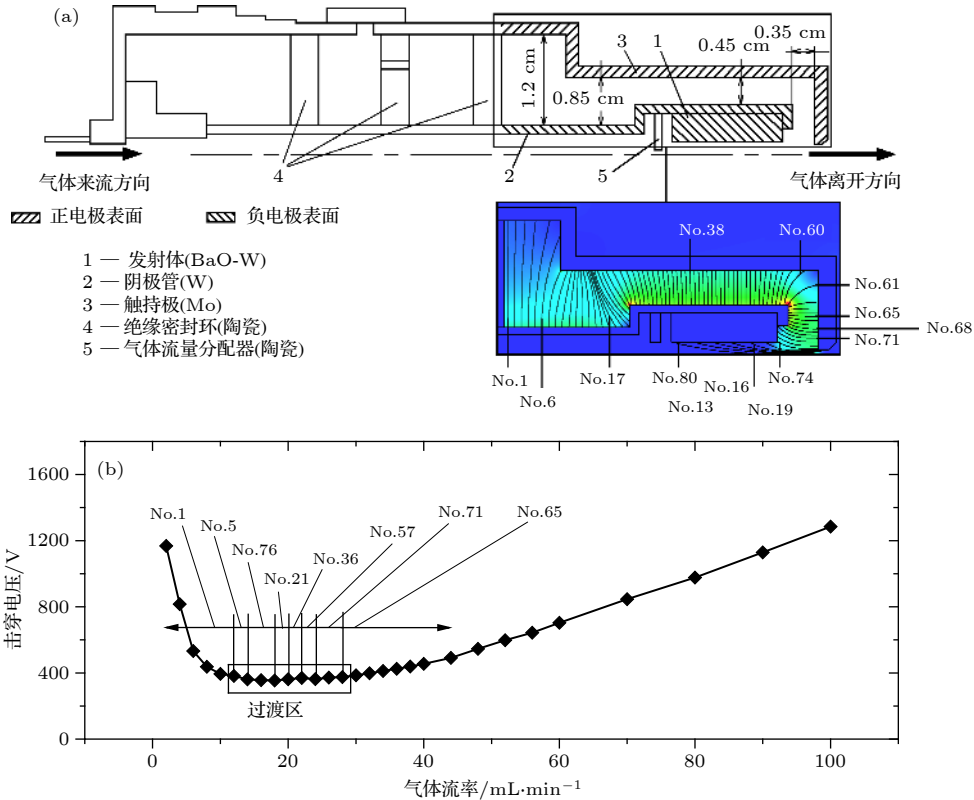 (a)
0.35 cm
0.45 cm
3
1
1.2 cm
0.85 cm
4
2
5
气体来流方向
气体离开方向
正电极表面
负电极表面
1 — 发射体(BaO-W)
2 — 阴极管(W)
3 — 触持极(Mo)
4 — 绝缘密封环(陶瓷)
5 — 气体流量分配器(陶瓷)
No.38
No.60
No.61
No.65
No.68
No.71
No.1
No.6
No.17
No.80
No.13
No.16
No.19
No.74
(b)
1600
1200
800
400
0
击穿电压/V
No.1
No.5
No.76
No.21
No.36
No.57
No.71
No.65
过渡区
0
20
40
60
80
100
气体流率/mL·min⁻¹